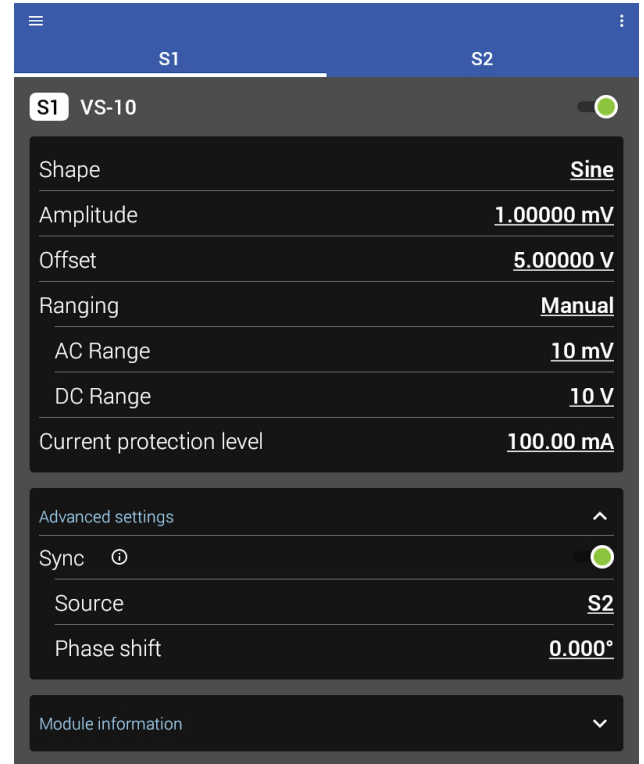 S1 S2
S1 VS-10
Shape Sine
Amplitude 1.00000 mV
Offset 5.00000 V
Ranging Manual
AC Range 10 mV
DC Range 10 V
Current protection level 100.00 mA
Advanced settings
Sync
Source S2
Phase shift 0.000°
Module information